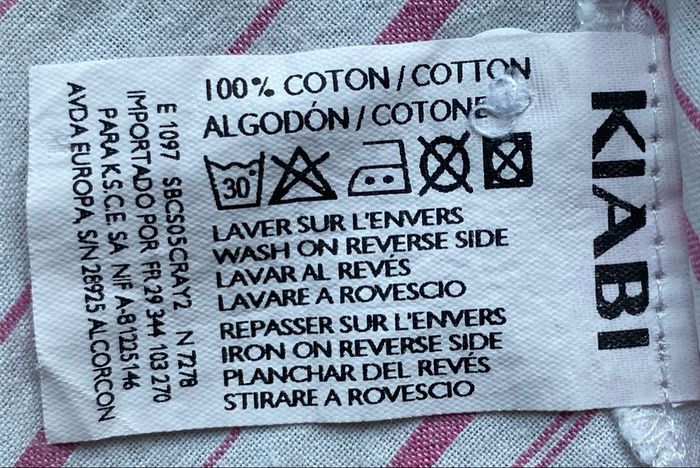 100% COTON / COTTON
ALGODÓN / COTONE
30
LAVER SUR L'ENVERS
WASH ON REVERSE SIDE
LAVAR AL REVÉS
LAVARE A ROVESCIO
REPASSER SUR L'ENVERS
IRON ON REVERSE SIDE
PLANCHAR DEL REVÉS
STIRARE A ROVESCIO
KIABI
E 1097 SBCS05CRAY2 N 727B
IMPORTADO POR FR 29 344 103 270
PARA K.S.C.E. SA NIF A-81225146
AVDA EUROPA, S/N 28925 ALCORCON